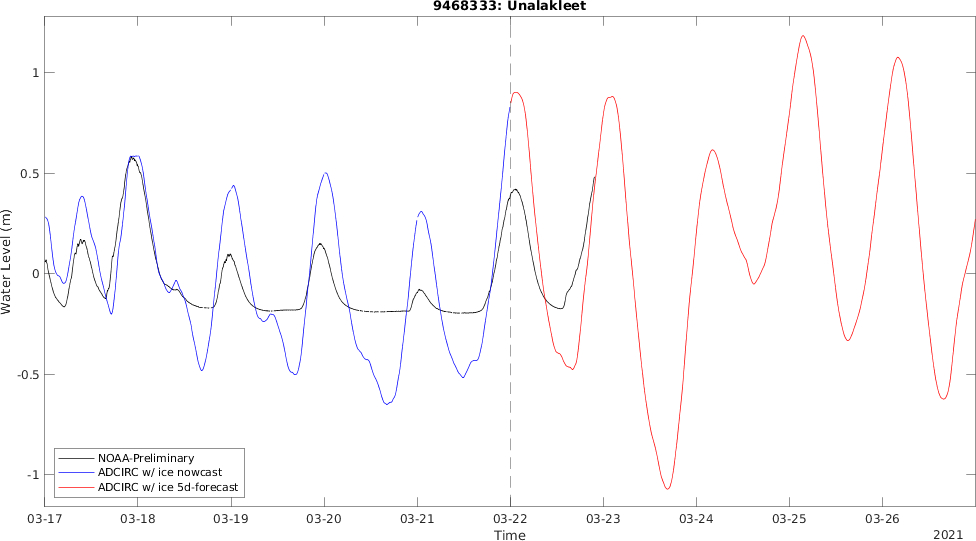 9468333: Unalakleet
Water Level (m)
1
0.5
0
-0.5
-1
NOAA-Preliminary
ADCIRC w/ ice nowcast
ADCIRC w/ ice 5d-forecast
03-17 03-18 03-19 03-20 03-21 03-22 03-23 03-24 03-25 03-26
Time
2021